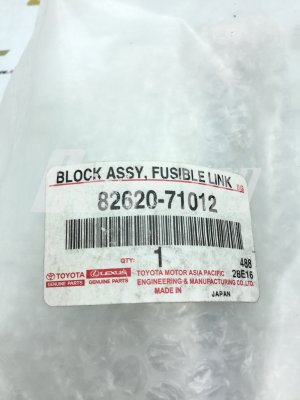 BLOCK ASSY, FUSIBLE LINK
82620-71012
QTY: 1
488
28E16
TOYOTA GENUINE PARTS
LEXUS GENUINE PARTS
TOYOTA MOTOR ASIA PACIFIC
ENGINEERING & MANUFACTURING CO.,LTD.
MADE IN JAPAN